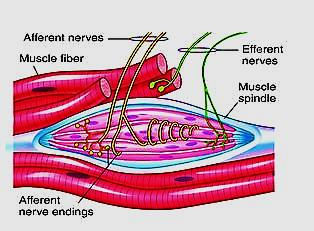 Afferent nerves
Efferent
nerves
Muscle fiber
Muscle
spindle
Afferent
nerve endings